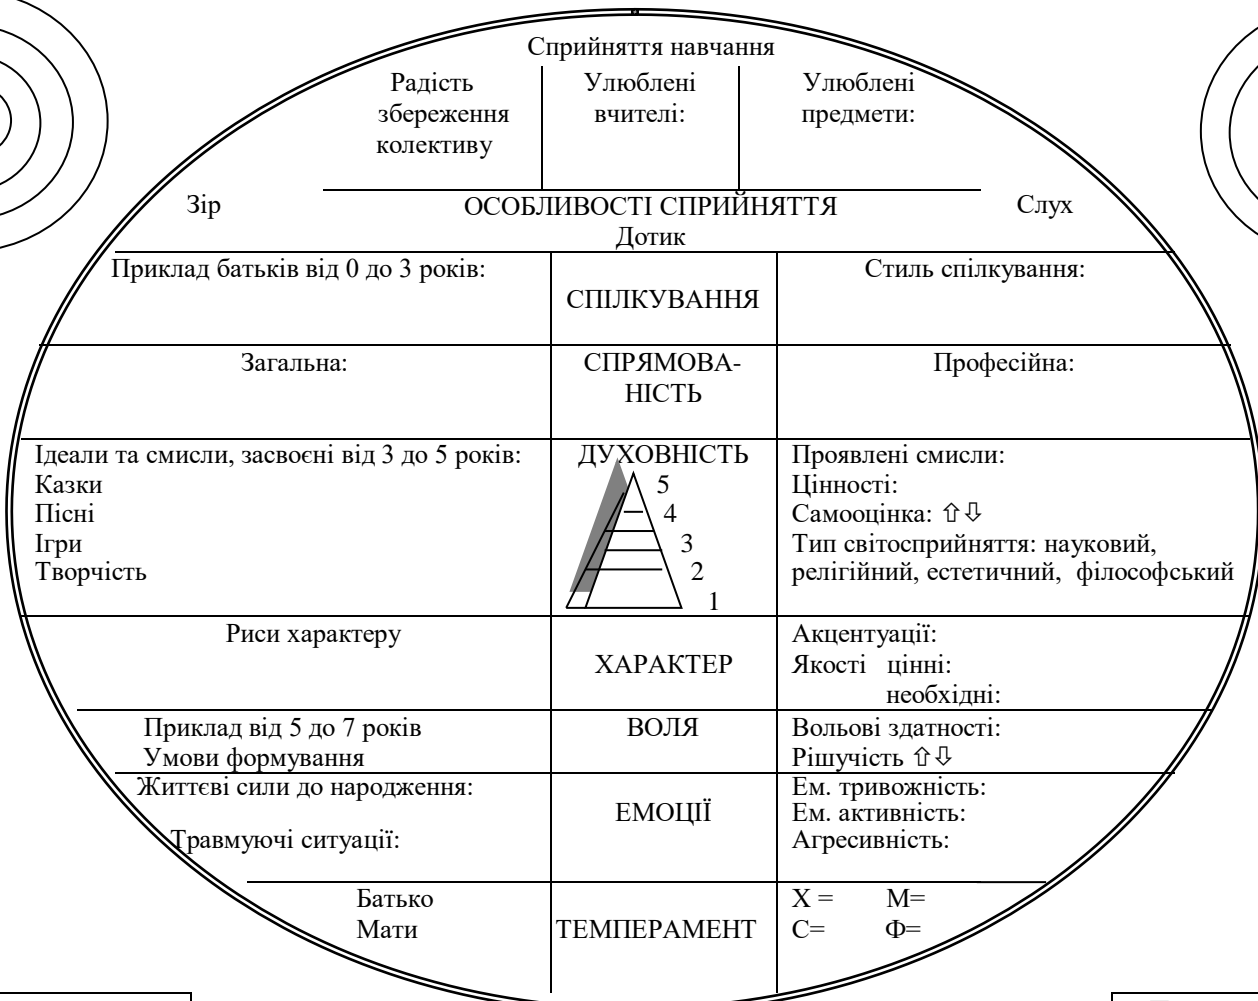 Сприйняття навчання
Радість збереження колективу
Улюблені вчителі:
Улюблені предмети:
Зір
ОСОБЛИВОСТІ СПРИЙНЯТТЯ
Слух
Дотик
Приклад батьків від 0 до 3 років:
СПІЛКУВАННЯ
Стиль спілкування:
Загальна:
СПРЯМОВА-
НІСТЬ
Професійна:
Ідеали та смисли, засвоєні від 3 до 5 років:
Казки
Пісні
Ігри
Творчість
ДУХОВНІСТЬ
5
4
3
2
1
Проявлені смисли:
Цінності:
Самооцінка: ⇧⇩
Тип світосприйняття: науковий,
релігійний, естетичний, філософський
Риси характеру
ХАРАКТЕР
Акцентуації:
Якості цінні:
необхідні:
Приклад від 5 до 7 років
Умови формування
ВОЛЯ
Вольові здатності:
Рішучість ⇧⇩
Життєві сили до народження:
Травмуючі ситуації:
ЕМОЦІЇ
Ем. тривожність:
Ем. активність:
Агресивність:
Батько
Мати
ТЕМПЕРАМЕНТ
Х = М=
С= Ф=